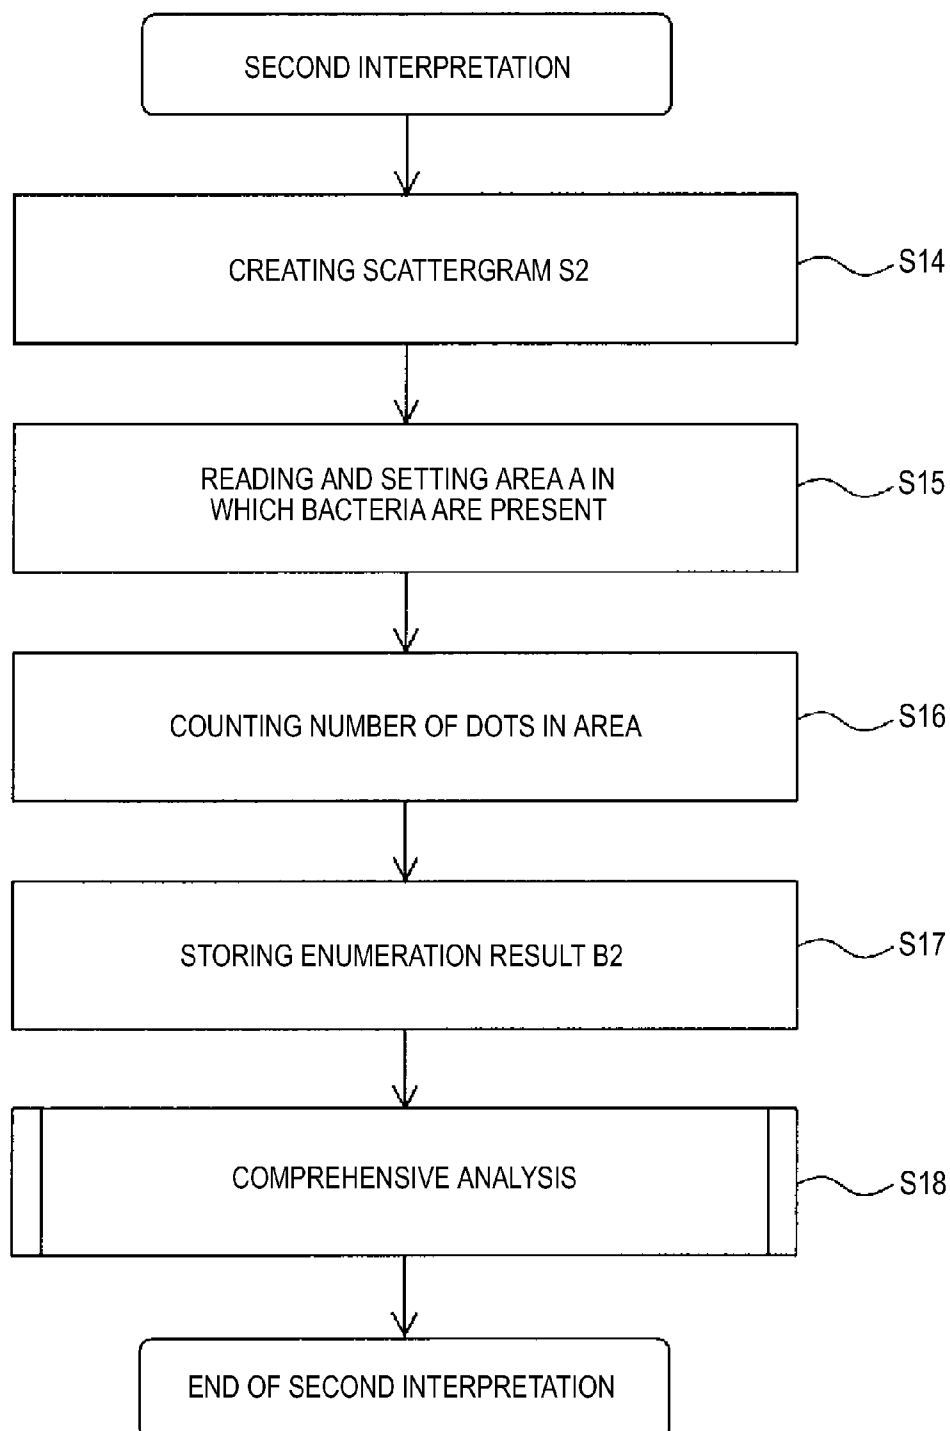 SECOND INTERPRETATION
CREATING SCATTERGRAM S2
S14
READING AND SETTING AREA A IN
WHICH BACTERIA ARE PRESENT
S15
COUNTING NUMBER OF DOTS IN AREA
S16
STORING ENUMERATION RESULT B2
S17
COMPREHENSIVE ANALYSIS
S18
END OF SECOND INTERPRETATION